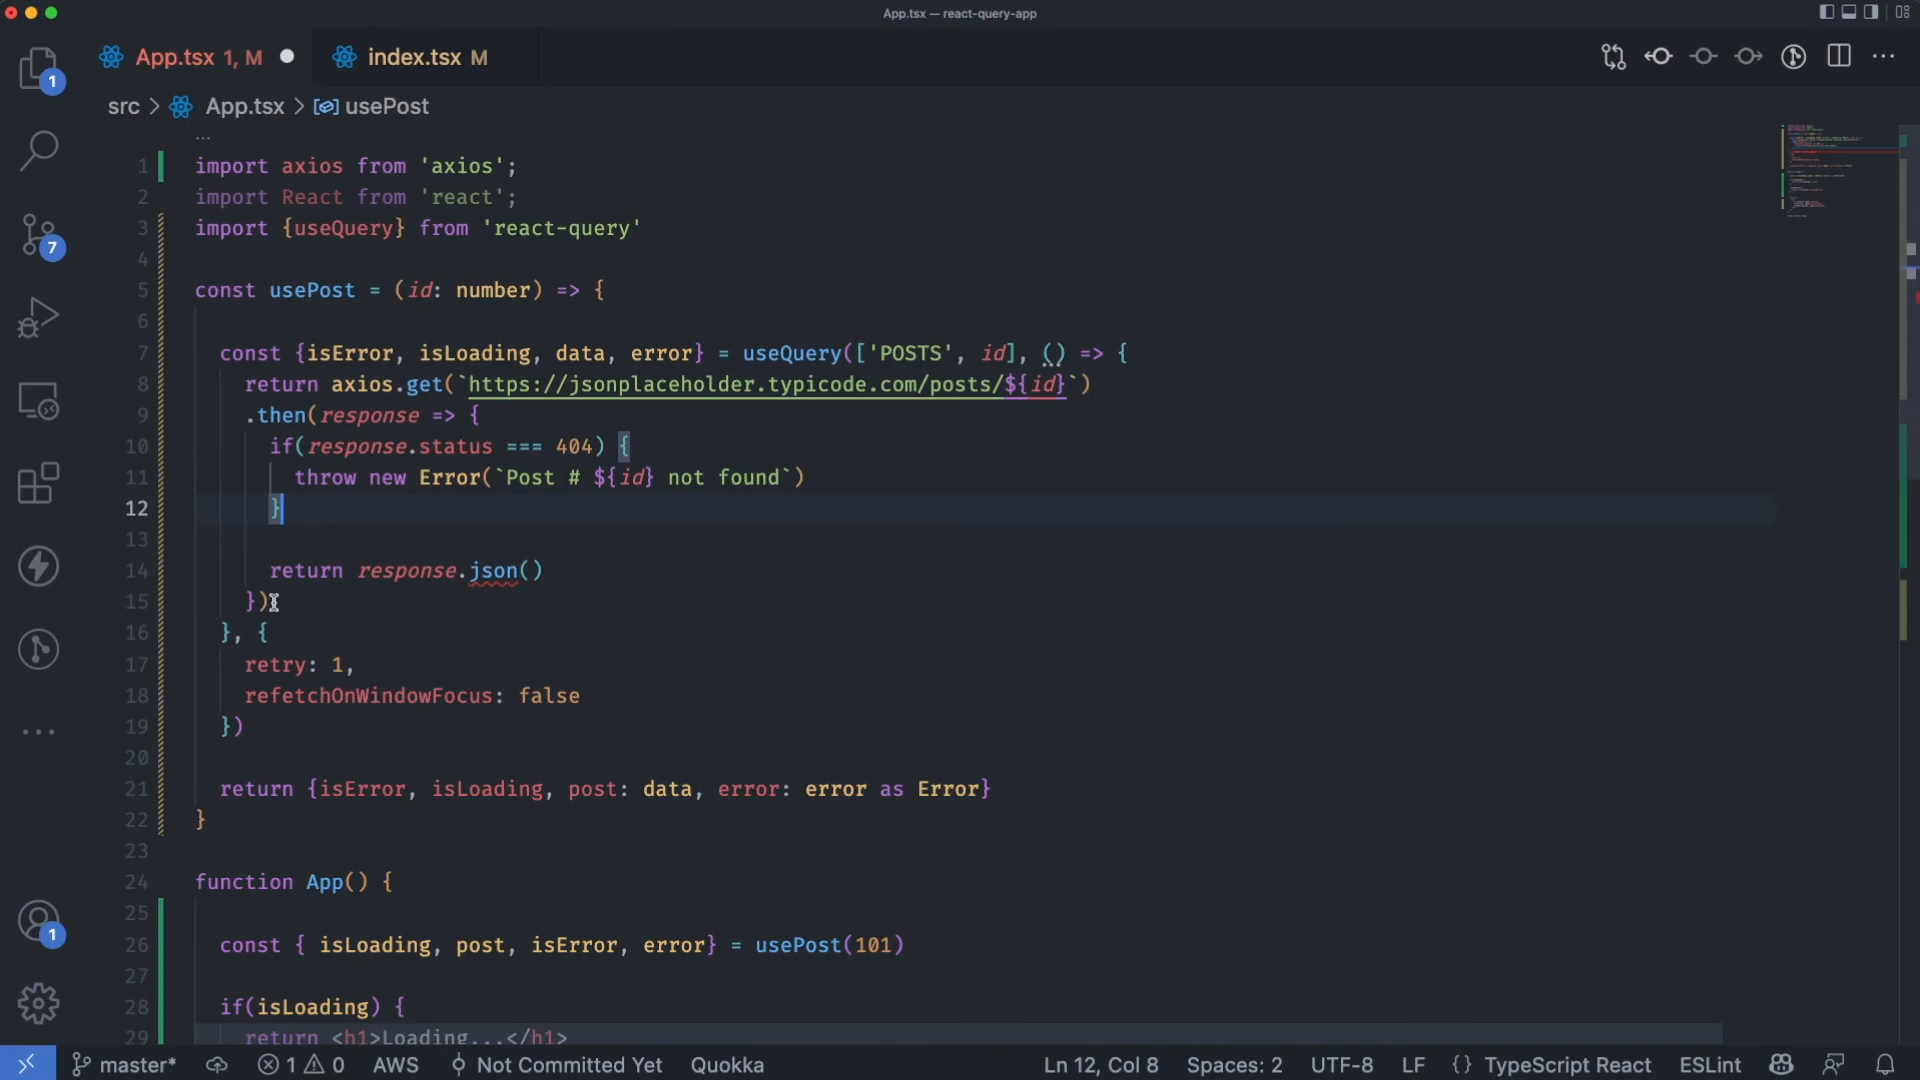 App.tsx — react-query-app
App.tsx 1, M
index.tsx M
src > App.tsx > usePost
...
1 import axios from 'axios';
2 import React from 'react';
3 import {useQuery} from 'react-query'
4
5 const usePost = (id: number) => {
6
7 const {isError, isLoading, data, error} = useQuery(['POSTS', id], () => {
8 return axios.get(`https://jsonplaceholder.typicode.com/posts/${id}`)
9 .then(response => {
10 if(response.status === 404) {
11 throw new Error(`Post # ${id} not found`)
12 }
13
14 return response.json()
15 })
16 }, {
17 retry: 1,
18 refetchOnWindowFocus: false
19 })
20
21 return {isError, isLoading, post: data, error: error as Error}
22 }
23
24 function App() {
25
26 const { isLoading, post, isError, error} = usePost(101)
27
28 if(isLoading) {
29 return <h1>Loading...</h1>
1
7
1
master*
1
0
AWS
Not Committed Yet
Quokka
Ln 12, Col 8
Spaces: 2
UTF-8
LF
{} TypeScript React
ESLint